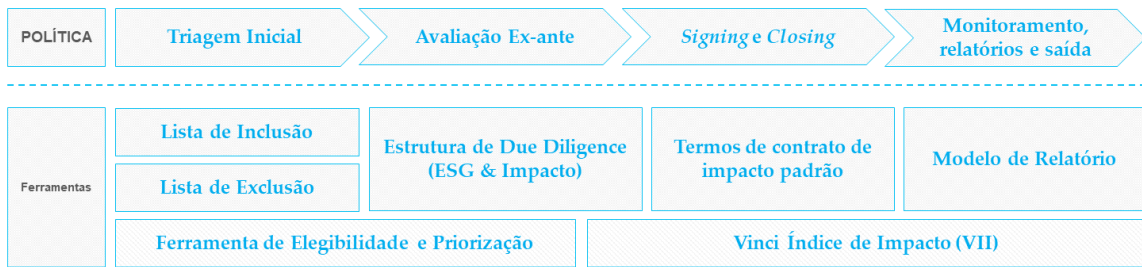 POLÍTICA
Triagem Inicial
Avaliação Ex-ante
Signing e Closing
Monitoramento,
relatórios e saída
Ferramentas
Lista de Inclusão
Lista de Exclusão
Estrutura de Due Diligence
(ESG & Impacto)
Termos de contrato de
impacto padrão
Modelo de Relatório
Ferramenta de Elegibilidade e Priorização
Vinci Índice de Impacto (VII)